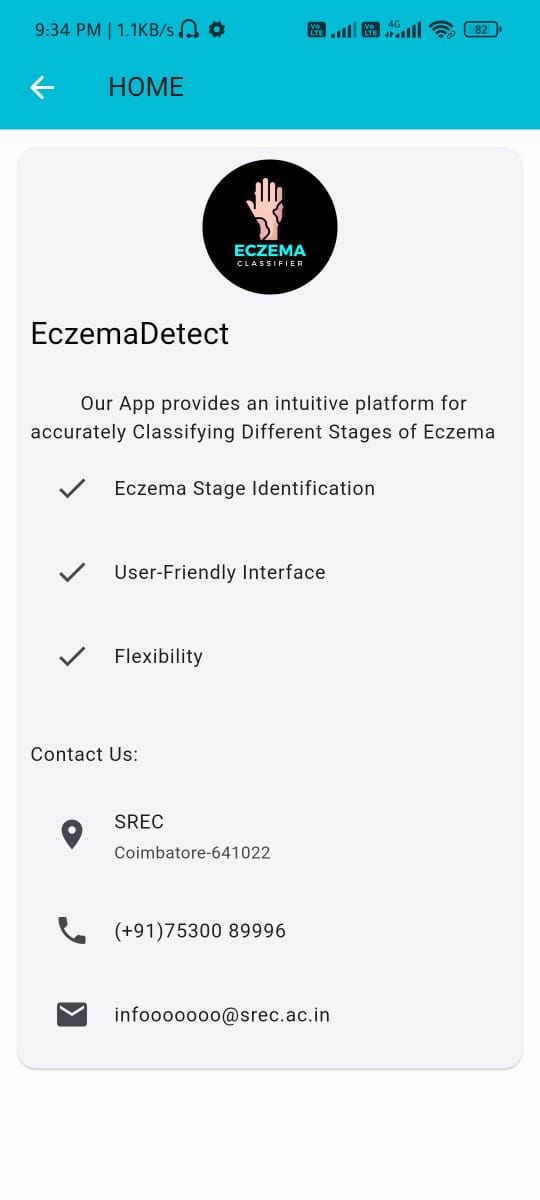 9:34 PM | 1.1KB/s
Vo LTE Vo LTE 4G 82
HOME
ECZEMA
CLASSIFIER
EczemaDetect
Our App provides an intuitive platform for
accurately Classifying Different Stages of Eczema
Eczema Stage Identification
User-Friendly Interface
Flexibility
Contact Us:
SREC
Coimbatore-641022
(+91)75300 89996
infooooooo@srec.ac.in